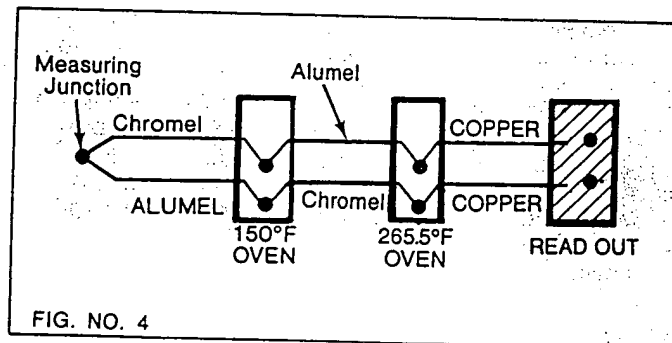 Measuring
Junction
Alumel
Chromel
COPPER
ALUMEL
Chromel
COPPER
150°F
OVEN
265.5°F
OVEN
READ OUT
FIG. NO. 4